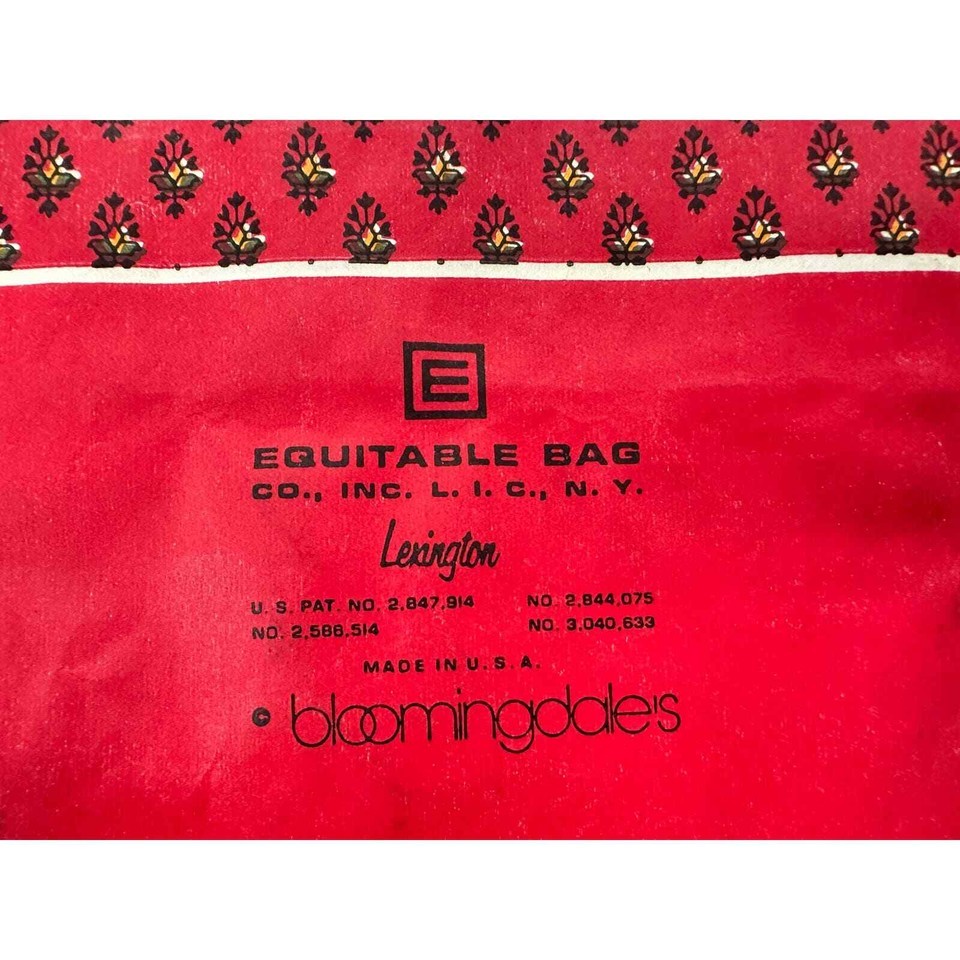 E
EQUITABLE BAG
CO., INC. L. I. C., N. Y.
Lexington
U. S. PAT. NO. 2,847,914 NO. 2,844,075
NO. 2,586,514 NO. 3,040,633
MADE IN U. S. A.
© bloomingdale's